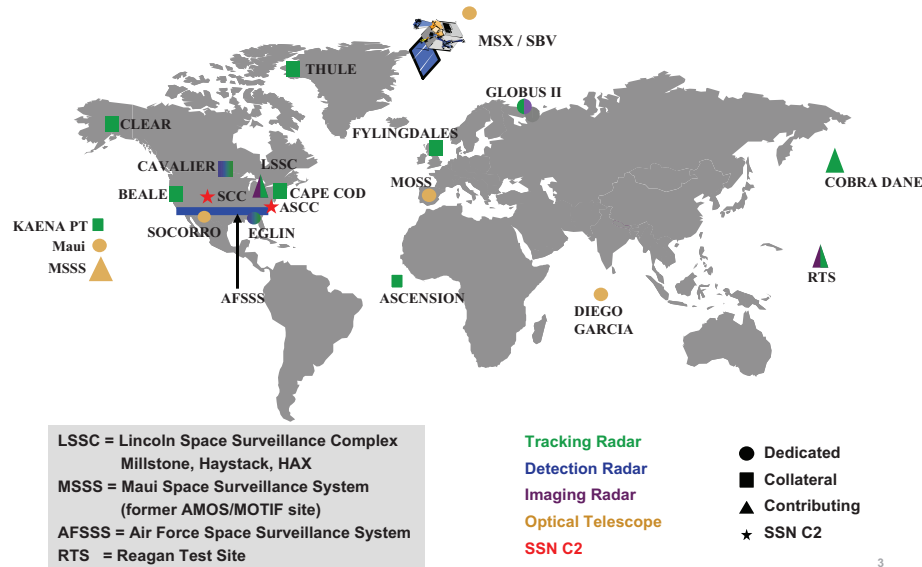 MSX / SBV
THULE
GLOBUS II
CLEAR
FYLINGDALES
LSSC
CAVALIER
COBRA DANE
MOSS
BEALE
SCC
CAPE COD
ASCC
KAENA PT
SOCORRO
EGLIN
Maui
MSSS
RTS
AFSSS
ASCENSION
DIEGO
GARCIA
LSSC = Lincoln Space Surveillance Complex
Millstone, Haystack, HAX
MSSS = Maui Space Surveillance System
(former AMOS/MOTIF site)
AFSSS = Air Force Space Surveillance System
RTS = Reagan Test Site
Tracking Radar
Detection Radar
Imaging Radar
Optical Telescope
SSN C2
Dedicated
Collateral
Contributing
SSN C2
3